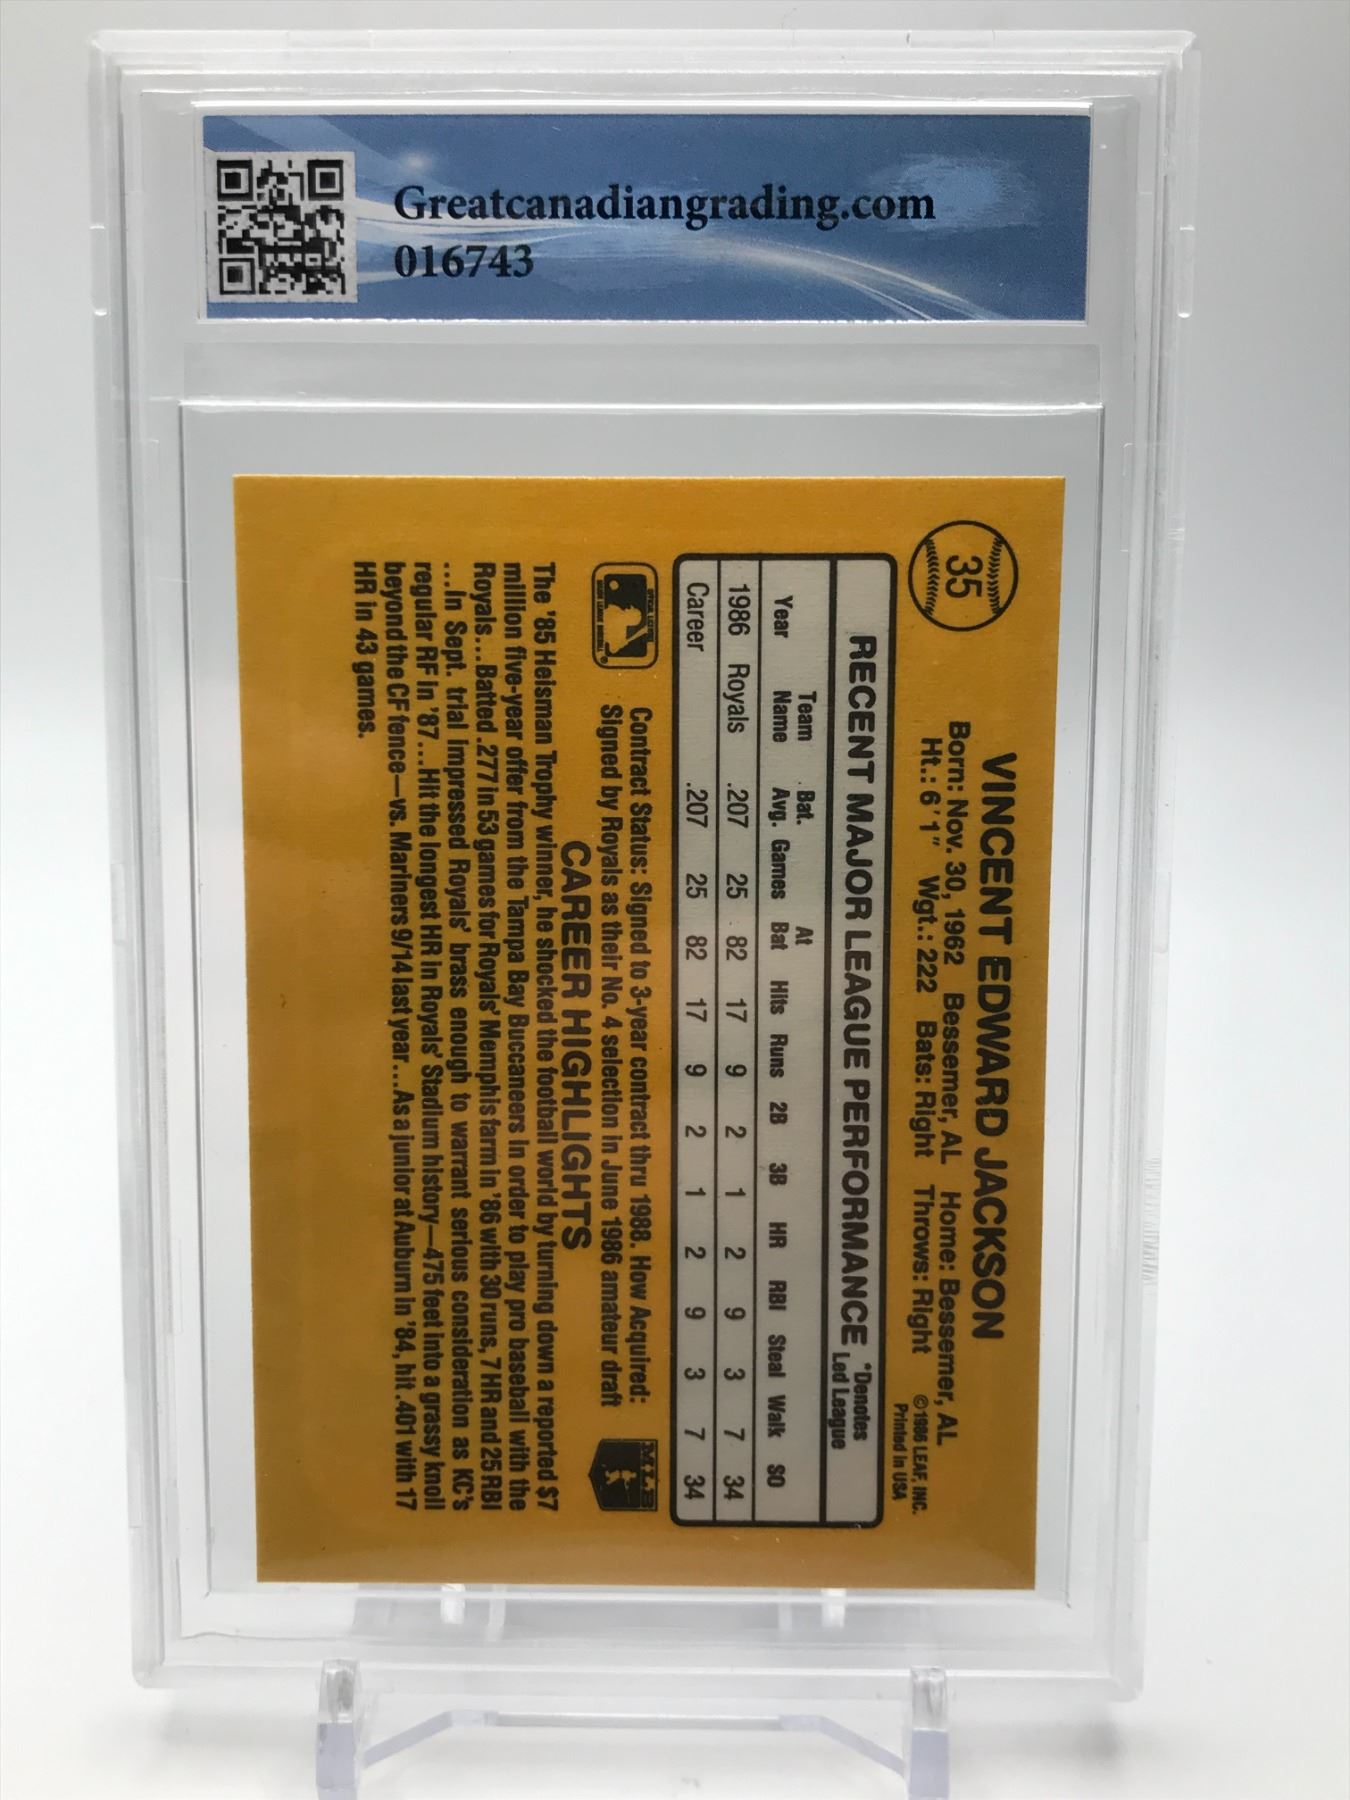 Greatcanadiangrading.com
016743
35
VINCENT EDWARD JACKSON
Born: Nov. 30, 1962 Bessemer, AL Home: Bessemer, AL
Ht.: 6'1" Wgt.: 222 Bats: Right Throws: Right
©1986 LEAF, INC.
Printed in USA
RECENT MAJOR LEAGUE PERFORMANCE
*Denotes
Led League
Year Team Name Bat. Avg. Games At Bat Hits Runs 2B 3B HR RBI Steal Walk SO
1986 Royals .207 25 82 17 9 2 1 2 9 3 7 34
Career .207 25 82 17 9 2 1 2 9 3 7 34
Contract Status: Signed to 3-year contract thru 1988. How Acquired:
Signed by Royals as their No. 4 selection in June 1986 amateur draft
MLB
CAREER HIGHLIGHTS
The '85 Heisman Trophy winner, he shocked the football world by turning down a reported $7
million five-year offer from the Tampa Bay Buccaneers in order to play pro baseball with the
Royals...Batted .277 in 53 games for Royals' Memphis farm in '86 with 30 runs, 7 HR and 25 RBI
...In Sept. trial impressed Royals' brass enough to warrant serious consideration as KC's
regular RF in '87...Hit the longest HR in Royals' Stadium history—475 feet into a grassy knoll
beyond the CF fence—vs. Mariners 9/14 last year...As a junior at Auburn in '84, hit .401 with 17
HR in 43 games.